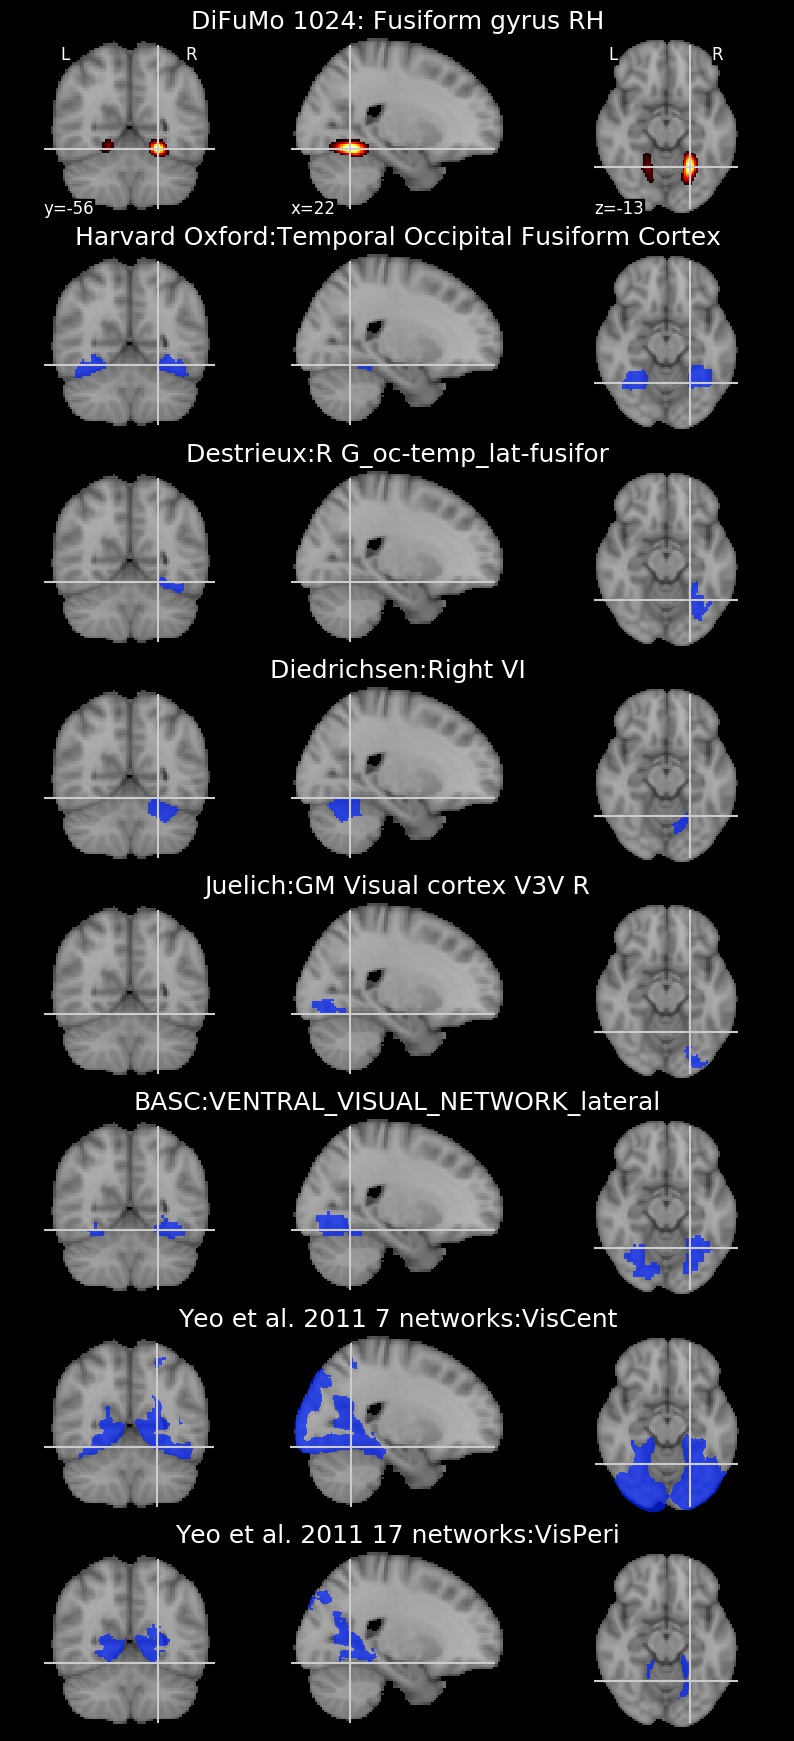 DiFuMo 1024: Fusiform gyrus RH
L R L R
y=-56 x=22 z=-13
Harvard Oxford:Temporal Occipital Fusiform Cortex
Destrieux:R G_oc-temp_lat-fusifor
Diedrichsen:Right VI
Juelich:GM Visual cortex V3V R
BASC:VENTRAL_VISUAL_NETWORK_lateral
Yeo et al. 2011 7 networks:VisCent
Yeo et al. 2011 17 networks:VisPeri